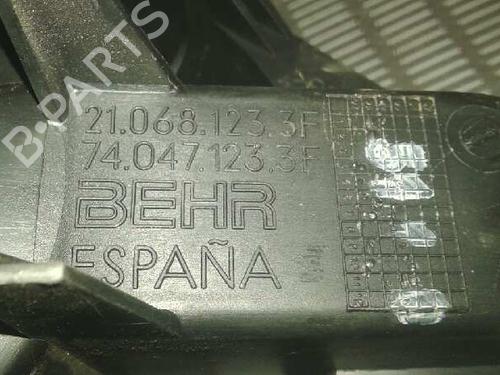 B-PARTS
21.068.123.3F
74.047.123.3F
BEHR
ESPAÑA